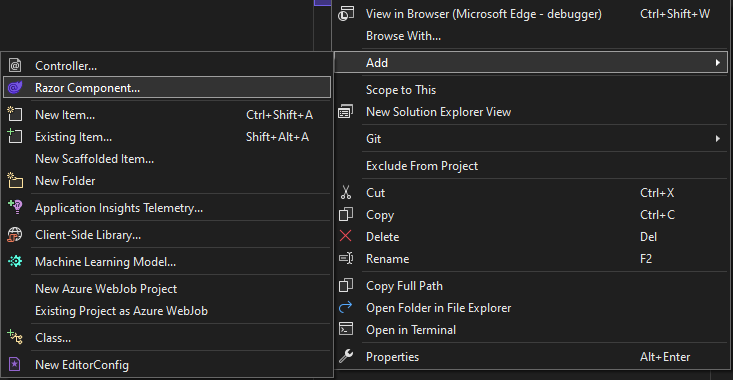 View in Browser (Microsoft Edge - debugger) Ctrl+Shift+W
Browse With...
Add
Scope to This
New Solution Explorer View
Git
Exclude From Project
Cut Ctrl+X
Copy Ctrl+C
Delete Del
Rename F2
Copy Full Path
Open Folder in File Explorer
Open in Terminal
Properties Alt+Enter
Controller...
Razor Component...
New Item... Ctrl+Shift+A
Existing Item... Shift+Alt+A
New Scaffolded Item...
New Folder
Application Insights Telemetry...
Client-Side Library...
Machine Learning Model...
New Azure WebJob Project
Existing Project as Azure WebJob
Class...
New EditorConfig